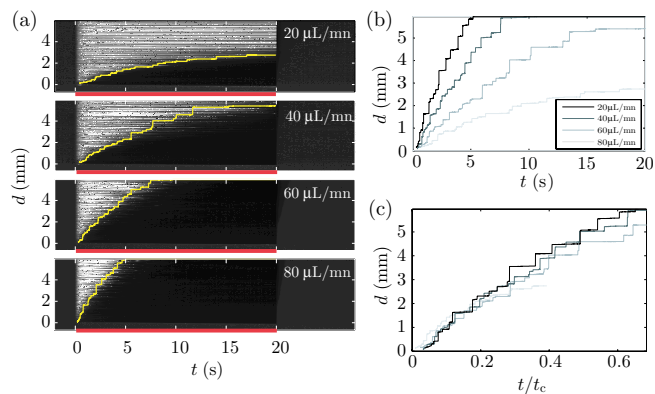 (a)
20 µL/mn
4
2
0
40 µL/mn
4
2
0
60 µL/mn
4
2
0
80 µL/mn
4
2
0
d (mm)
0 5 10 15 20
t (s)
(b)
5
4
3
2
1
0
d (mm)
20µL/mn
40µL/mn
60µL/mn
80µL/mn
0 5 10 15 20
t (s)
(c)
6
5
4
3
2
1
0
d (mm)
0 0.2 0.4 0.6
t/tc